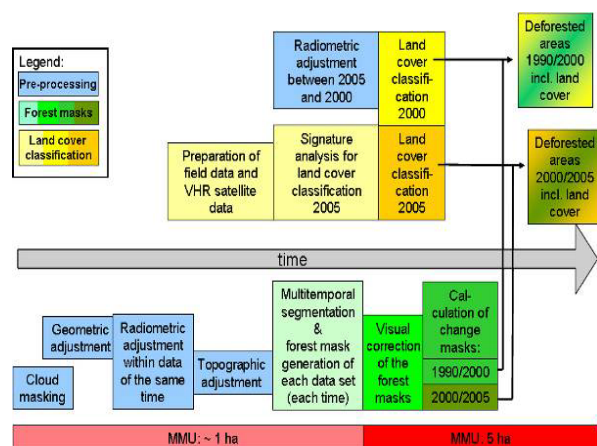 Legend:
Pre-processing
Forest masks
Land cover
classification
Radiometric
adjustment
between 2005
and 2000
Land
cover
classifi-
cation
2000
Deforested
areas
1990/2000
incl. land
cover
Preparation of
field data and
VHR satellite
data
Signature
analysis for
land cover
classification
2005
Land
cover
classifi-
cation
2005
Deforested
areas
2000/2005
incl. land
cover
time
Cloud
masking
Geometric
adjustment
Radiometric
adjustment
within data
of the same
time
Topographic
adjustment
Multitemporal
segmentation
&
forest mask
generation of
each data set
(each time)
Visual
correction
of the
forest
masks
Cal-
culation of
change
masks:
1990/2000
2000/2005
MMU: ~ 1 ha
MMU: 5 ha